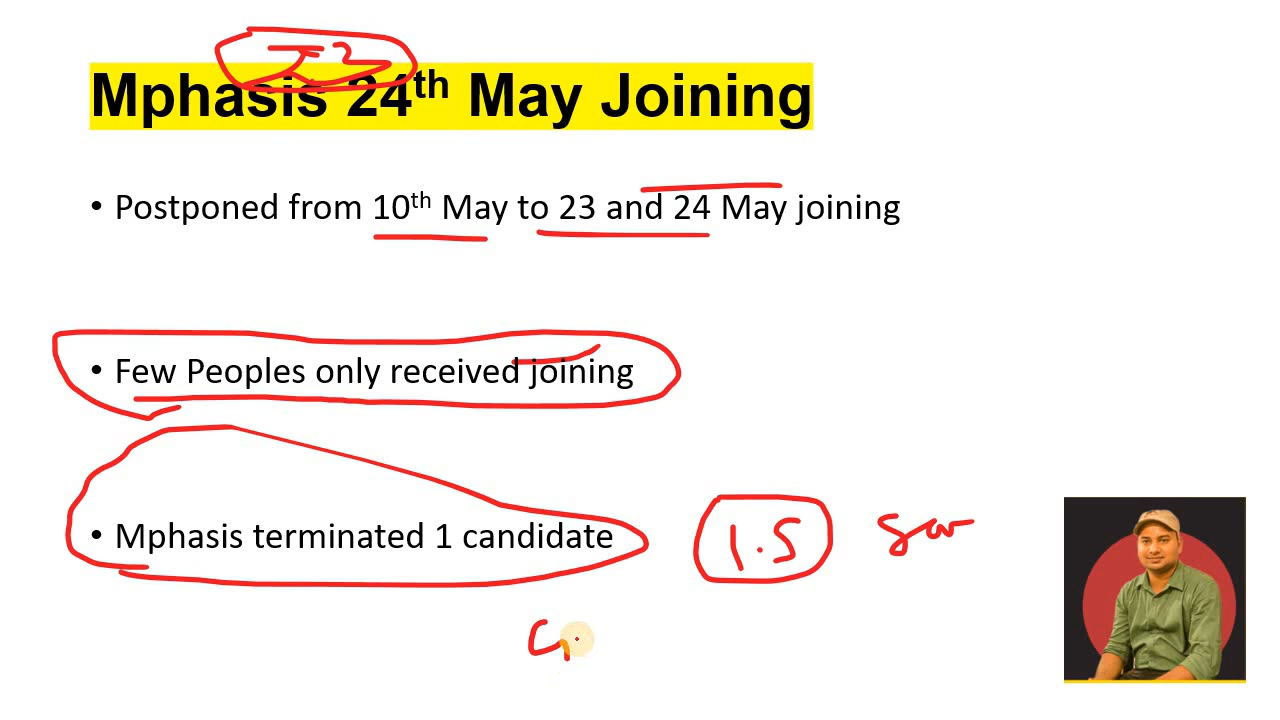 Mphasis 24th May Joining
• Postponed from 10th May to 23 and 24 May joining
• Few Peoples only received joining
• Mphasis terminated 1 candidate 1.5